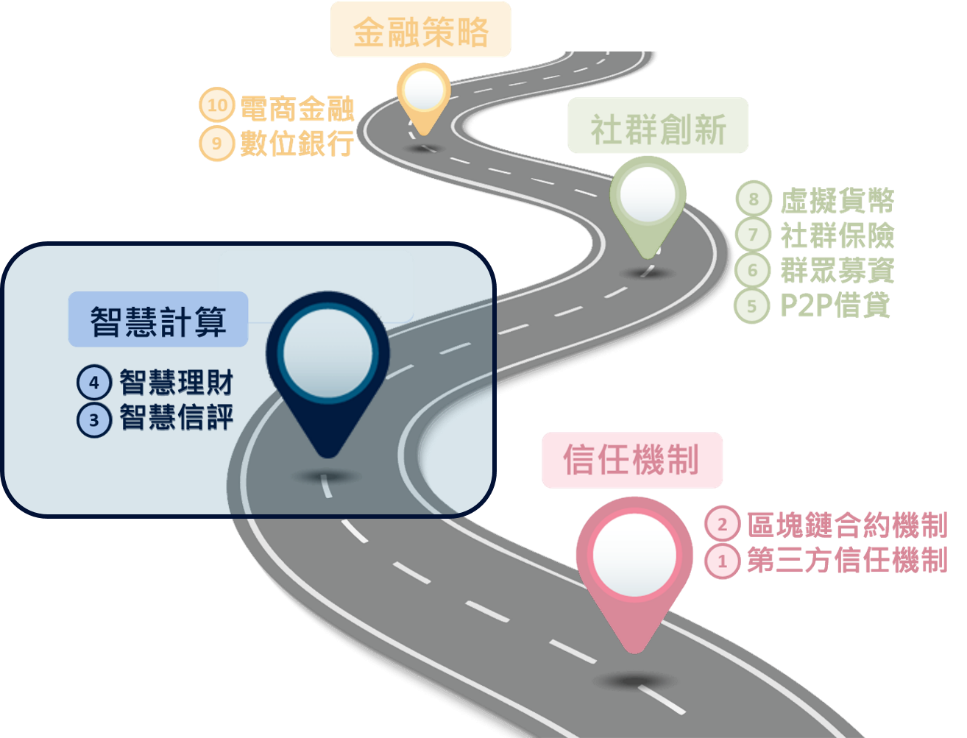 金融策略
10 電商金融
9 數位銀行
社群創新
8 虛擬貨幣
7 社群保險
6 群眾募資
5 P2P借貸
智慧計算
4 智慧理財
3 智慧信評
信任機制
2 區塊鏈合約機制
1 第三方信任機制